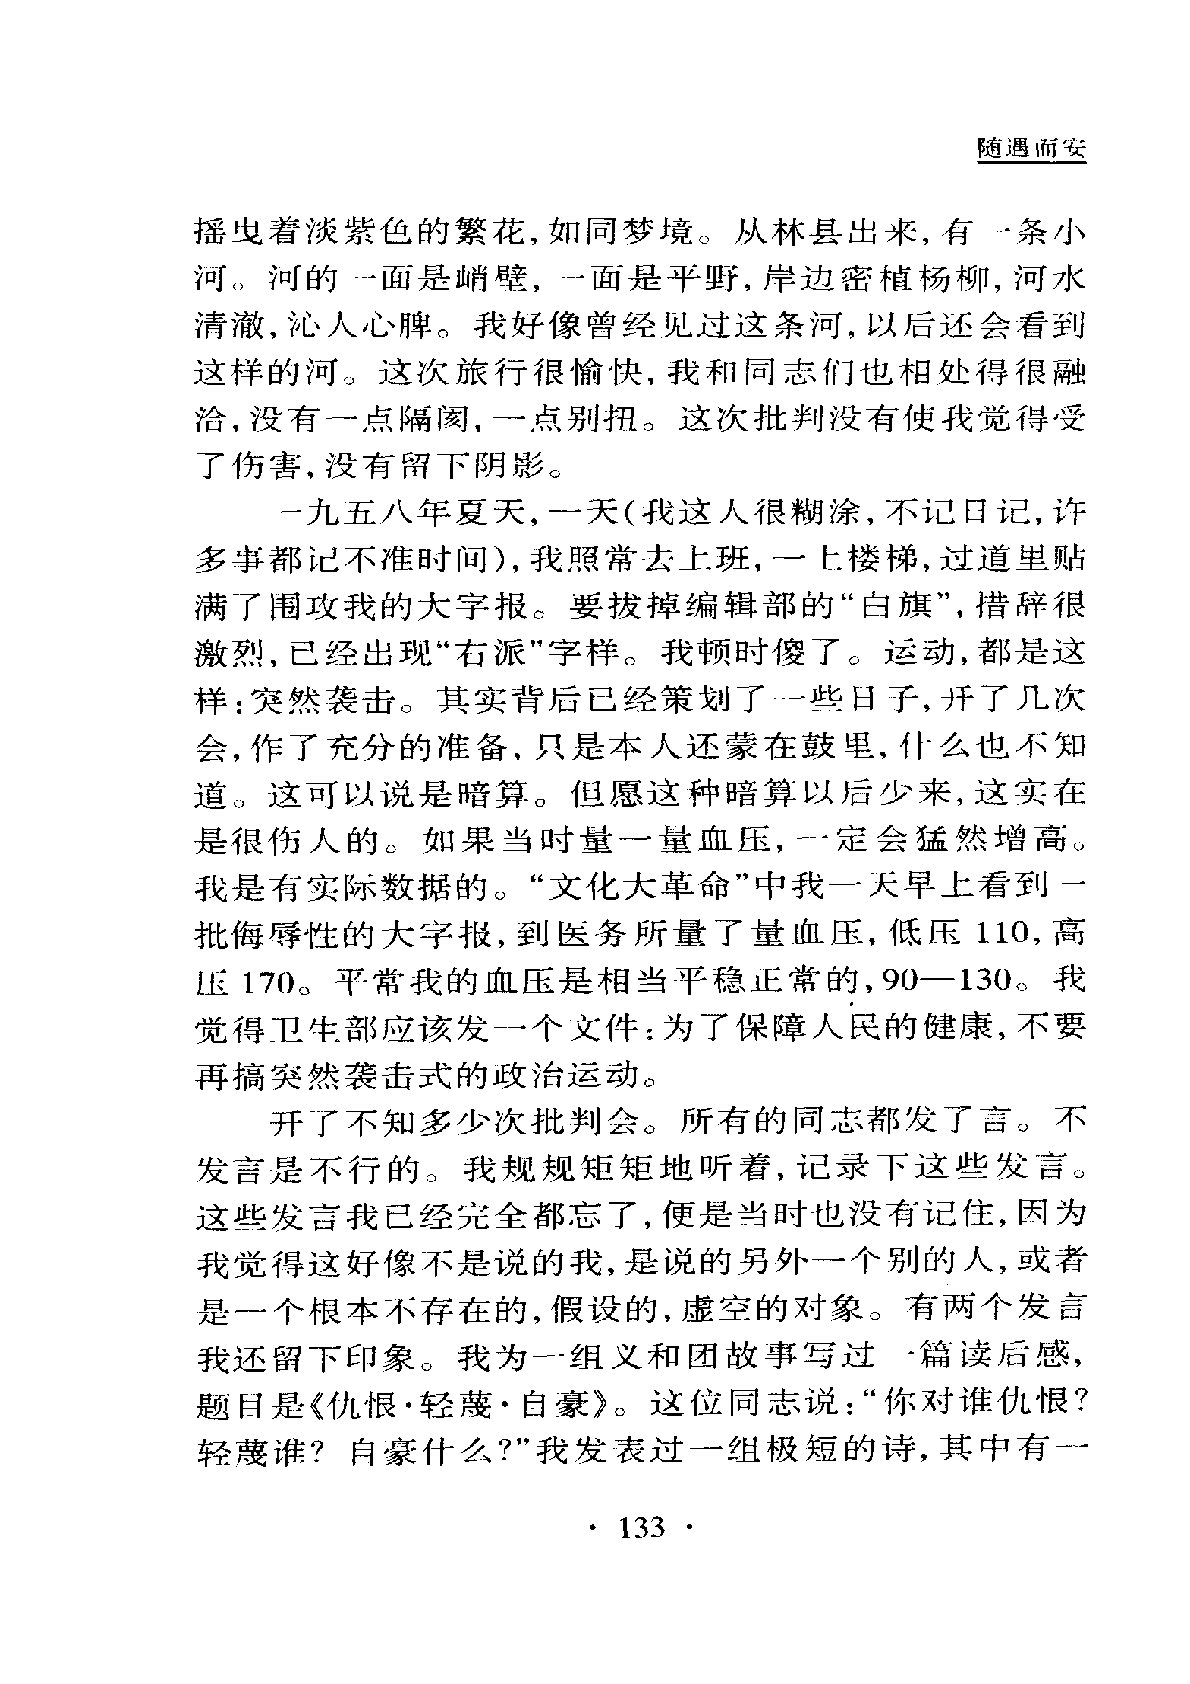 随遇而安
摇曳着淡紫色的繁花,如同梦境。从林县出来,有一条小
河。河的一面是峭壁,一面是平野,岸边密植杨柳,河水
清澈,沁人心脾。我好像曾经见过这条河,以后还会看到
这样的河。这次旅行很愉快,我和同志们也相处得很融
洽,没有一点隔阂,一点别扭。这次批判没有使我觉得受
了伤害,没有留下阴影。
一九五八年夏天,一天(我这人很糊涂,不记日记,许
多事都记不准时间),我照常去上班,一上楼梯,过道里贴
满了围攻我的大字报。要拔掉编辑部的“白旗”,措辞很
激烈,已经出现“右派”字样。我顿时傻了。运动,都是这
样:突然袭击。其实背后已经策划了一些日子,开了几次
会,作了充分的准备,只是本人还蒙在鼓里,什么也不知
道。这可以说是暗算。但愿这种暗算以后少来,这实在
是很伤人的。如果当时量一量血压,一定会猛然增高。
我是有实际数据的。“文化大革命”中我一天早上看到一
批侮辱性的大字报,到医务所量了量血压,低压 110,高
压 170。平常我的血压是相当平稳正常的,90—130。我
觉得卫生部应该发一个文件:为了保障人民的健康,不要
再搞突然袭击式的政治运动。
开了不知多少次批判会。所有的同志都发了言。不
发言是不行的。我规规矩矩地听着,记录下这些发言。
这些发言我已经完全都忘了,便是当时也没有记住,因为
我觉得这好像不是说的我,是说的另外一个别的人,或者
是一个根本不存在的,假设的,虚空的对象。有两个发言
我还留下印象。我为一组义和团故事写过一篇读后感,
题目是《仇恨·轻蔑·自豪》。这位同志说:“你对谁仇恨?
轻蔑谁? 自豪什么?”我发表过一组极短的诗,其中有一
· 133 ·